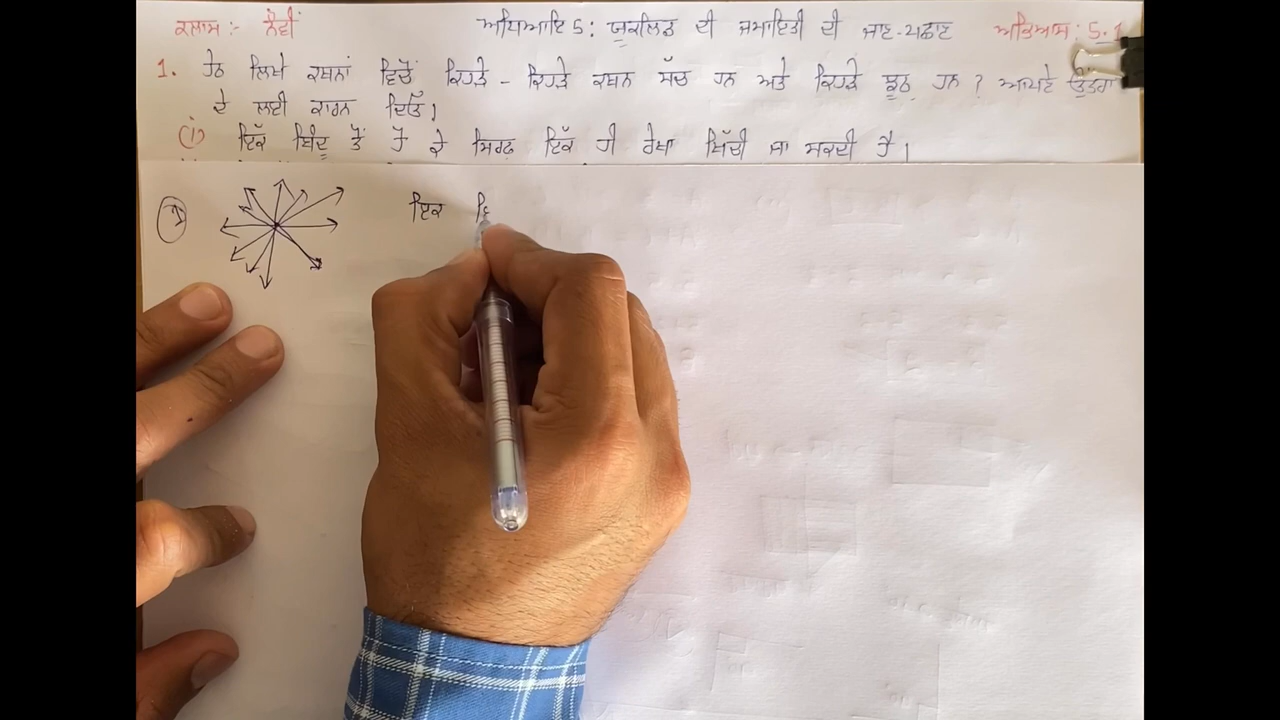 ਕਲਾਸ :- ਨੌਵੀਂ ਅਧਿਆਇ 5 : ਯੂਕਲਿਡ ਦੀ ਜਮਾਇਤੀ ਦੀ ਜਾਣ-ਪਛਾਣ ਅਭਿਆਸ : 5.1
1. ਹੇਠ ਲਿਖੇ ਕਥਨਾਂ ਵਿਚੋਂ ਕਿਹੜੇ - ਕਿਹੜੇ ਕਥਨ ਸੱਚ ਹਨ ਅਤੇ ਕਿਹੜੇ ਝੂਠ ਹਨ ? ਆਪਣੇ ਉੱਤਰਾਂ
ਦੇ ਲਈ ਕਾਰਨ ਦਿਓ।
(i) ਇੱਕ ਬਿੰਦੂ ਤੋਂ ਹੋ ਕੇ ਸਿਰਫ਼ ਇੱਕ ਹੀ ਰੇਖਾ ਖਿੱਚੀ ਜਾ ਸਕਦੀ ਹੈ।
ਇਕ